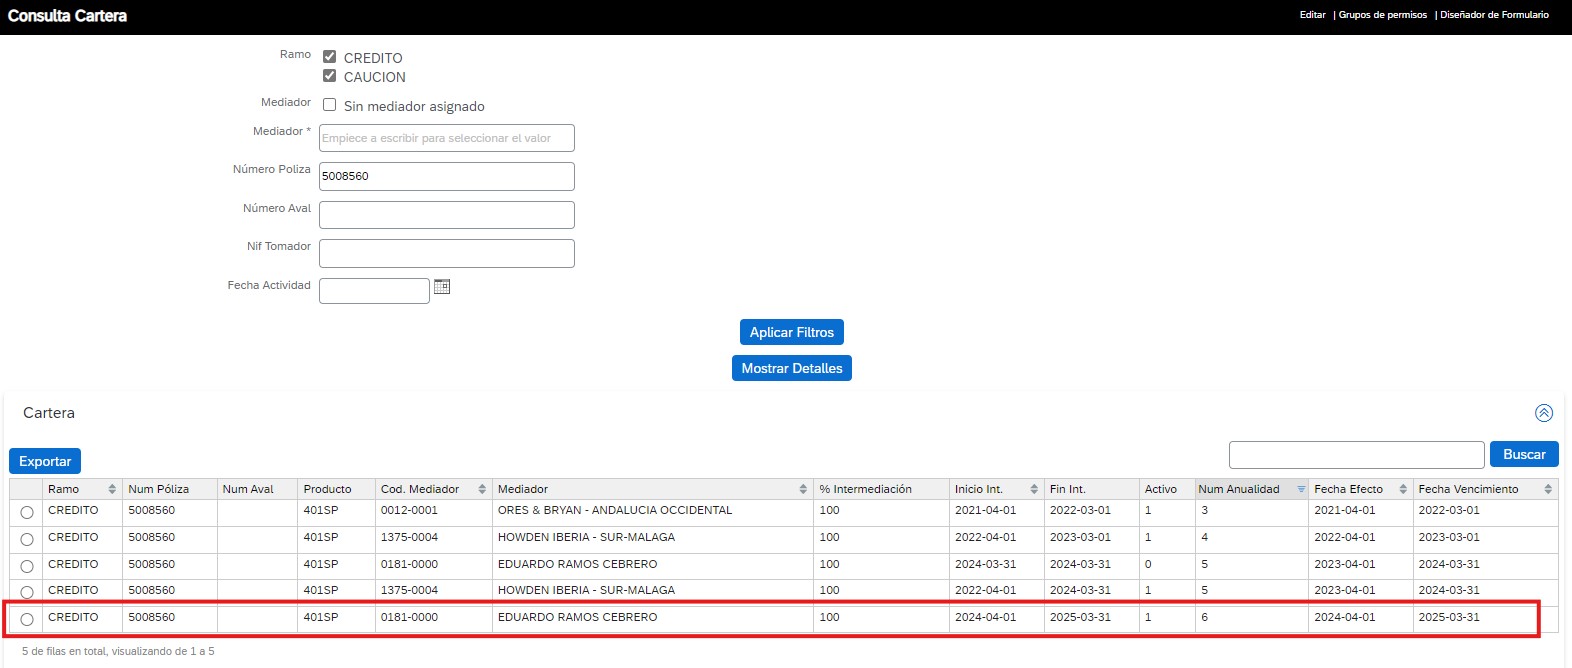 Consulta Cartera
Editar | Grupos de permisos | Diseñador de Formulario
Ramo CREDITO
CAUCION
Mediador Sin mediador asignado
Mediador * Empiece a escribir para seleccionar el valor
Número Poliza 5008560
Número Aval
Nif Tomador
Fecha Actividad
Aplicar Filtros
Mostrar Detalles
Cartera
Exportar Buscar
Ramo Num Póliza Num Aval Producto Cod. Mediador Mediador % Intermediación Inicio Int. Fin Int. Activo Num Anualidad Fecha Efecto Fecha Vencimiento
CREDITO 5008560 401SP 0012-0001 ORES & BRYAN - ANDALUCIA OCCIDENTAL 100 2021-04-01 2022-03-01 1 3 2021-04-01 2022-03-01
CREDITO 5008560 401SP 1375-0004 HOWDEN IBERIA - SUR-MALAGA 100 2022-04-01 2023-03-01 1 4 2022-04-01 2023-03-01
CREDITO 5008560 401SP 0181-0000 EDUARDO RAMOS CEBRERO 100 2024-03-31 2024-03-31 0 5 2023-04-01 2024-03-31
CREDITO 5008560 401SP 1375-0004 HOWDEN IBERIA - SUR-MALAGA 100 2022-04-01 2024-03-31 1 5 2023-04-01 2024-03-31
CREDITO 5008560 401SP 0181-0000 EDUARDO RAMOS CEBRERO 100 2024-04-01 2025-03-31 1 6 2024-04-01 2025-03-31
5 de filas en total, visualizando de 1 a 5